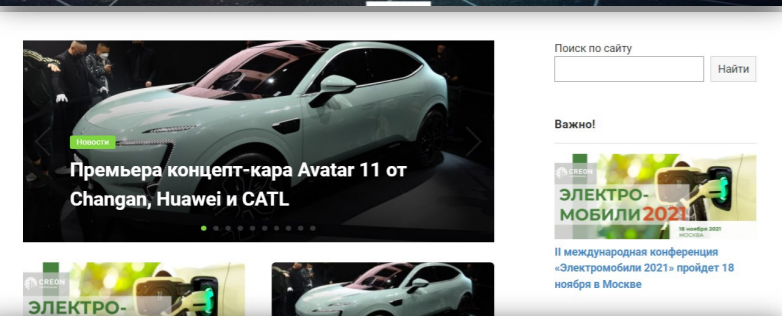 Новости
Премьера концепт-кара Avatar 11 от
Changan, Huawei и CATL
CREON
ЭЛЕКТРО-
Поиск по сайту
Найти
Важно!
CREON
ЭЛЕКТРО-
МОБИЛИ 2021
18 ноября 2021
МОСКВА
II международная конференция
«Электромобили 2021» пройдет 18
ноября в Москве